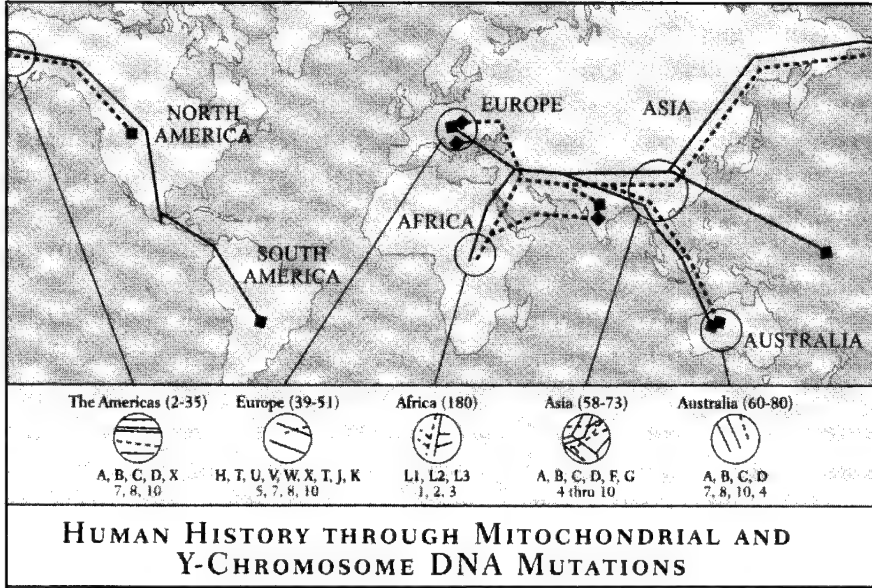 NORTH
AMERICA
EUROPE
ASIA
AFRICA
SOUTH
AMERICA
AUSTRALIA
The Americas (2-35)
Europe (39-51)
Africa (180)
Asia (58-73)
Australia (60-80)
A, B, C, D, X
H, T, U, V, W, X, T, J, K
L1, L2, L3
A, B, C, D, F, G
A, B, C, D
7, 8, 10
5, 7, 8, 10
1, 2, 3
4 thru 10
7, 8, 10, 4
HUMAN HISTORY THROUGH MITOCHONDRIAL AND
Y-CHROMOSOME DNA MUTATIONS